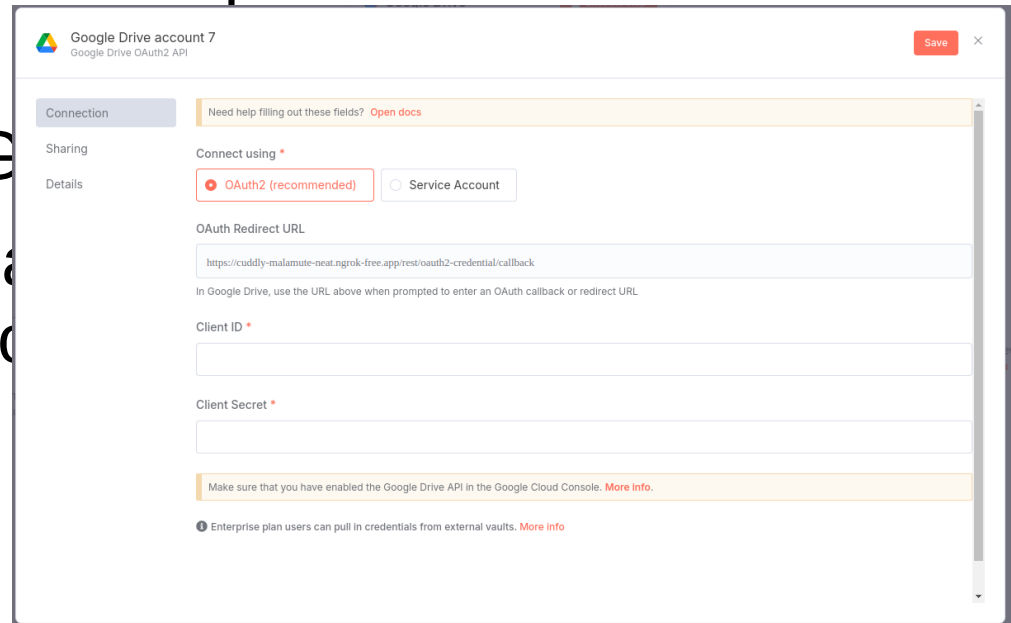 Google Drive account 7
Google Drive OAuth2 API
Save
Connection
Sharing
Details
Need help filling out these fields? Open docs
Connect using *
OAuth2 (recommended)
Service Account
OAuth Redirect URL
https://cuddly-malamute-neat.ngrok-free.app/rest/oauth2-credential/callback
In Google Drive, use the URL above when prompted to enter an OAuth callback or redirect URL
Client ID *
Client Secret *
Make sure that you have enabled the Google Drive API in the Google Cloud Console. More info.
Enterprise plan users can pull in credentials from external vaults. More info